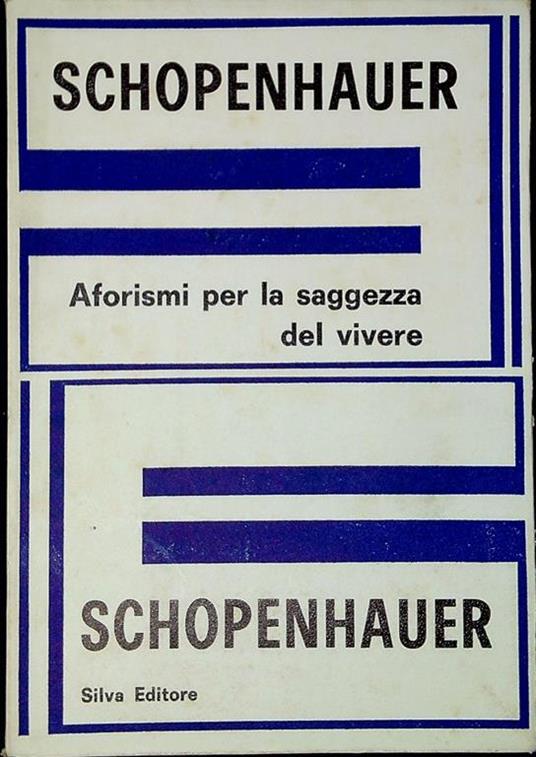 SCHOPENHAUER
Aforismi per la saggezza
del vivere
SCHOPENHAUER
Silva Editore